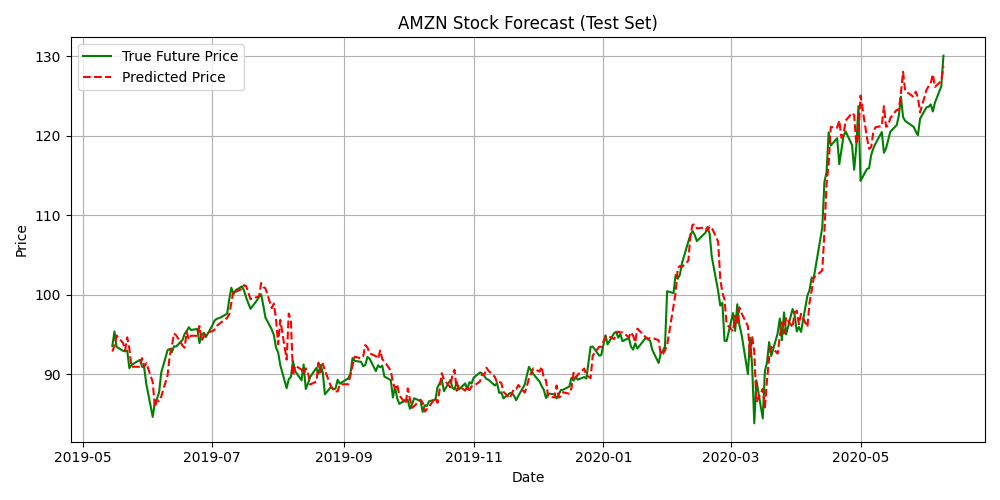 AMZN Stock Forecast (Test Set)
True Future Price
Predicted Price
Price
130
120
110
100
90
2019-05
2019-07
2019-09
2019-11
2020-01
2020-03
2020-05
Date